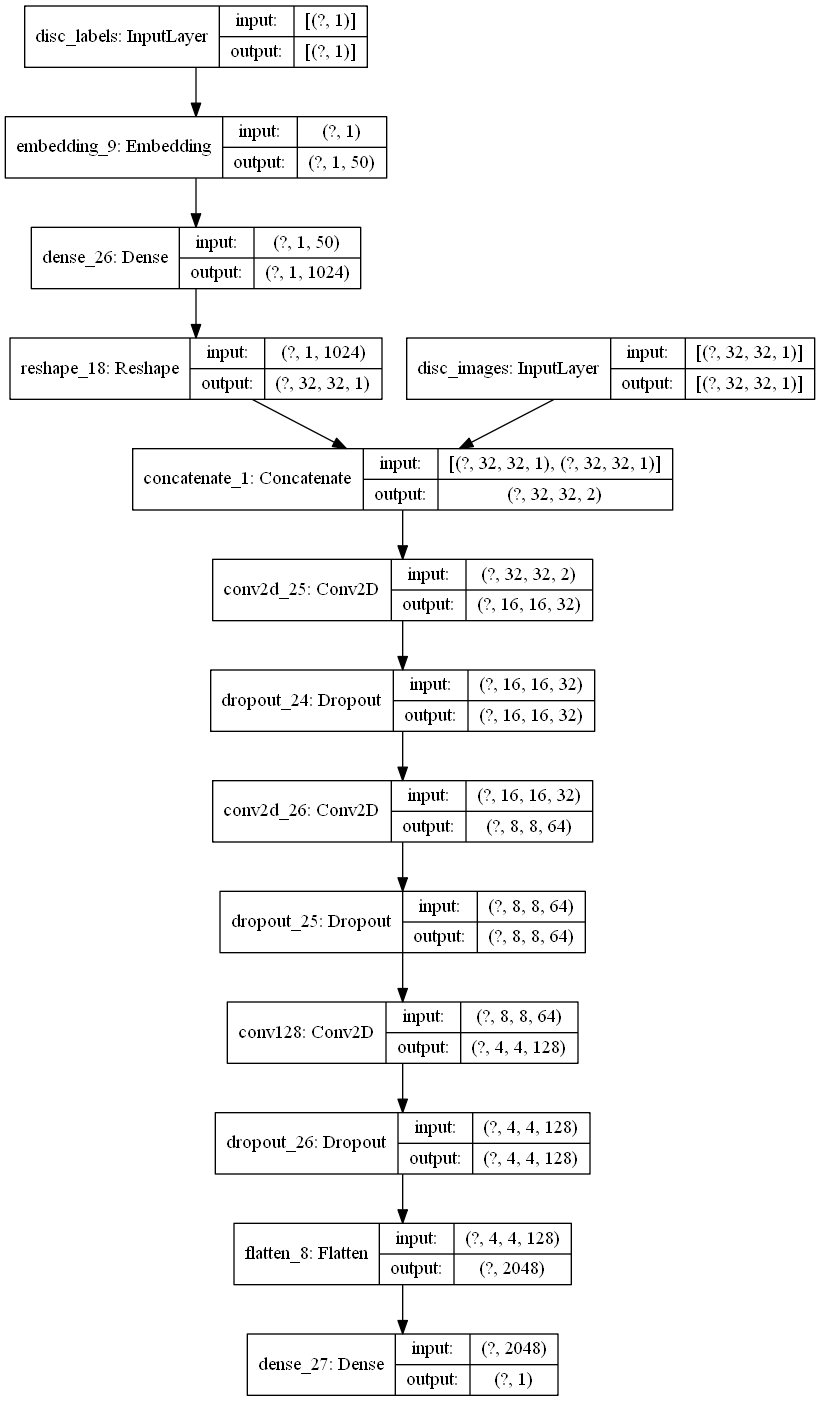 disc_labels: InputLayer
input: [(?, 1)]
output: [(?, 1)]
embedding_9: Embedding
input: (?, 1)
output: (?, 1, 50)
dense_26: Dense
input: (?, 1, 50)
output: (?, 1, 1024)
reshape_18: Reshape
input: (?, 1, 1024)
output: (?, 32, 32, 1)
disc_images: InputLayer
input: [(?, 32, 32, 1)]
output: [(?, 32, 32, 1)]
concatenate_1: Concatenate
input: [(?, 32, 32, 1), (?, 32, 32, 1)]
output: (?, 32, 32, 2)
conv2d_25: Conv2D
input: (?, 32, 32, 2)
output: (?, 16, 16, 32)
dropout_24: Dropout
input: (?, 16, 16, 32)
output: (?, 16, 16, 32)
conv2d_26: Conv2D
input: (?, 16, 16, 32)
output: (?, 8, 8, 64)
dropout_25: Dropout
input: (?, 8, 8, 64)
output: (?, 8, 8, 64)
conv128: Conv2D
input: (?, 8, 8, 64)
output: (?, 4, 4, 128)
dropout_26: Dropout
input: (?, 4, 4, 128)
output: (?, 4, 4, 128)
flatten_8: Flatten
input: (?, 4, 4, 128)
output: (?, 2048)
dense_27: Dense
input: (?, 2048)
output: (?, 1)